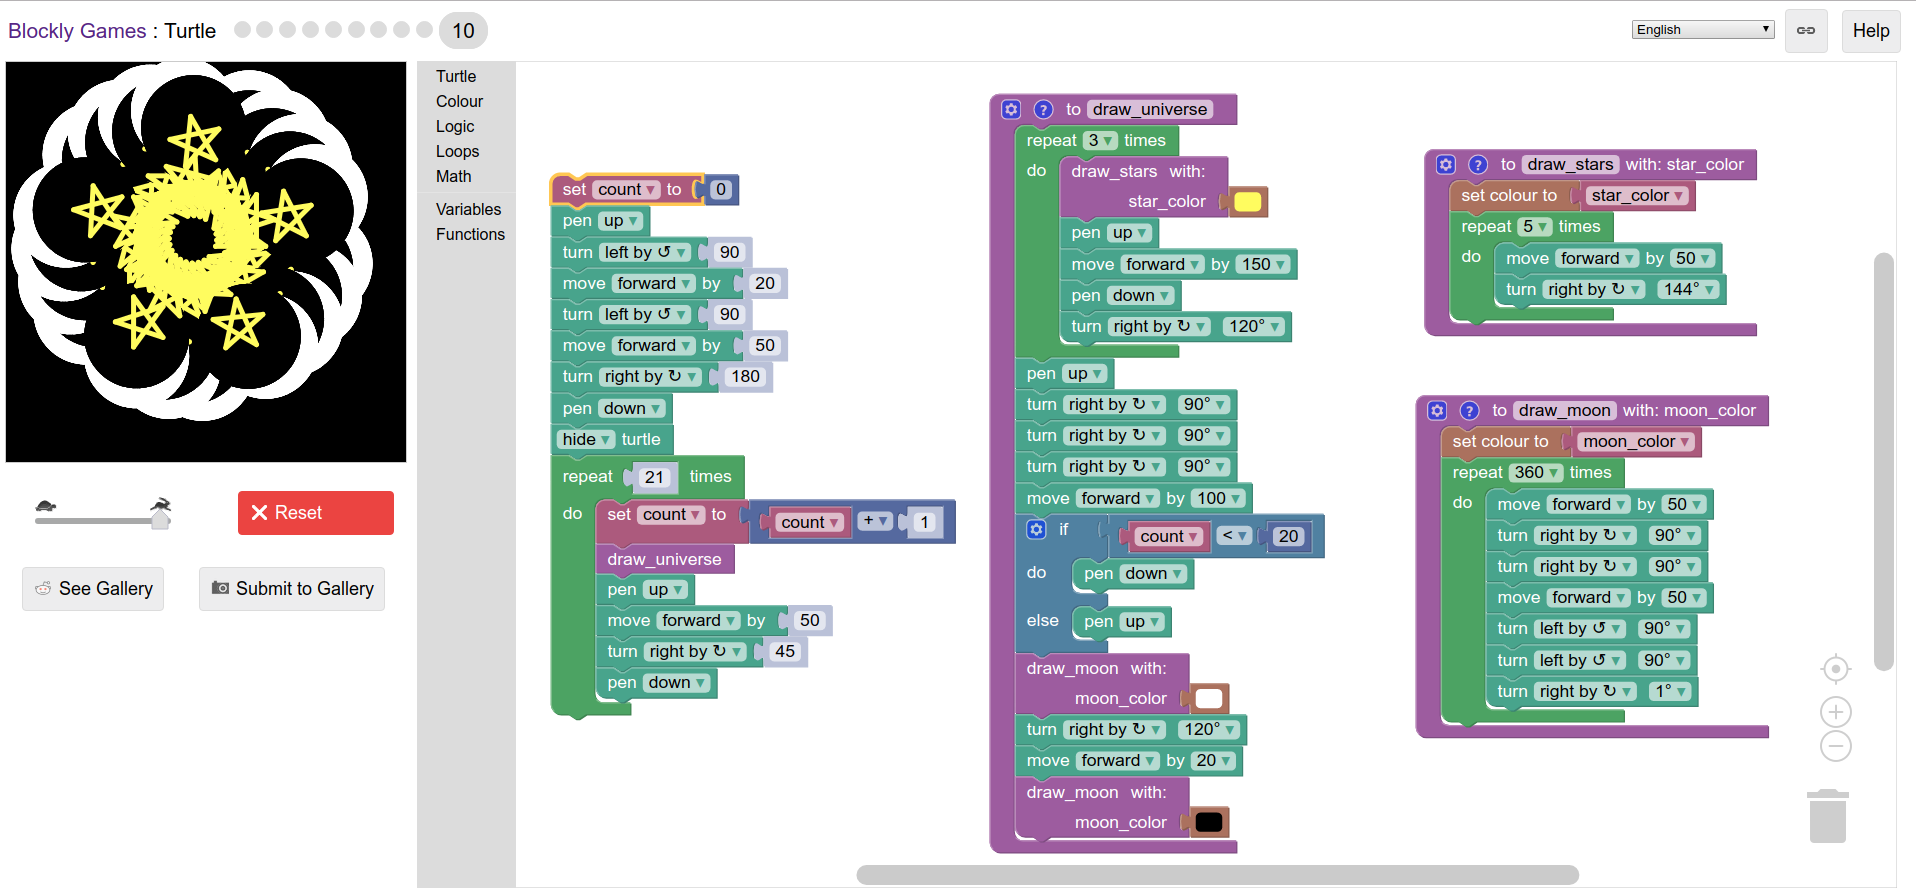 Blockly Games : Turtle 10 English Help
Turtle
Colour
Logic
Loops
Math
Variables
Functions
Reset
See Gallery
Submit to Gallery
set count to 0
pen up
turn left by ↺ 90
move forward by 20
turn left by ↺ 90
move forward by 50
turn right by ↻ 180
pen down
hide turtle
repeat 21 times
do set count to count + 1
draw_universe
pen up
move forward by 50
turn right by ↻ 45
pen down
to draw_universe
repeat 3 times
do draw_stars with:
star_color
pen up
move forward by 150
pen down
turn right by ↻ 120°
pen up
turn right by ↻ 90°
turn right by ↻ 90°
turn right by ↻ 90°
move forward by 100
if count < 20
do pen down
else pen up
draw_moon with:
moon_color
turn right by ↻ 120°
move forward by 20
draw_moon with:
moon_color
to draw_stars with: star_color
set colour to star_color
repeat 5 times
do move forward by 50
turn right by ↻ 144°
to draw_moon with: moon_color
set colour to moon_color
repeat 360 times
do move forward by 50
turn right by ↻ 90°
turn right by ↻ 90°
move forward by 50
turn left by ↺ 90°
turn left by ↺ 90°
turn right by ↻ 1°